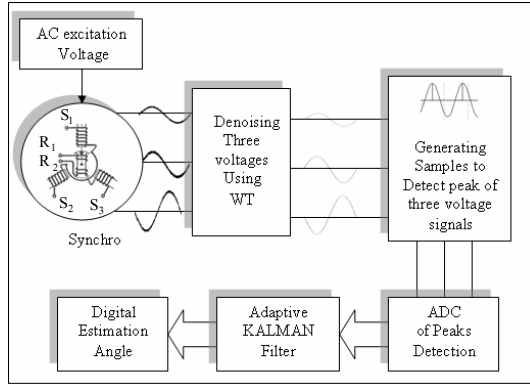 AC excitation
Voltage
S1
R1
R2
S2
S3
Synchro
Denoising
Three
voltages
Using
WT
Generating
Samples to
Detect peak of
three voltage
signals
ADC
of Peaks
Detection
Adaptive
KALMAN
Filter
Digital
Estimation
Angle